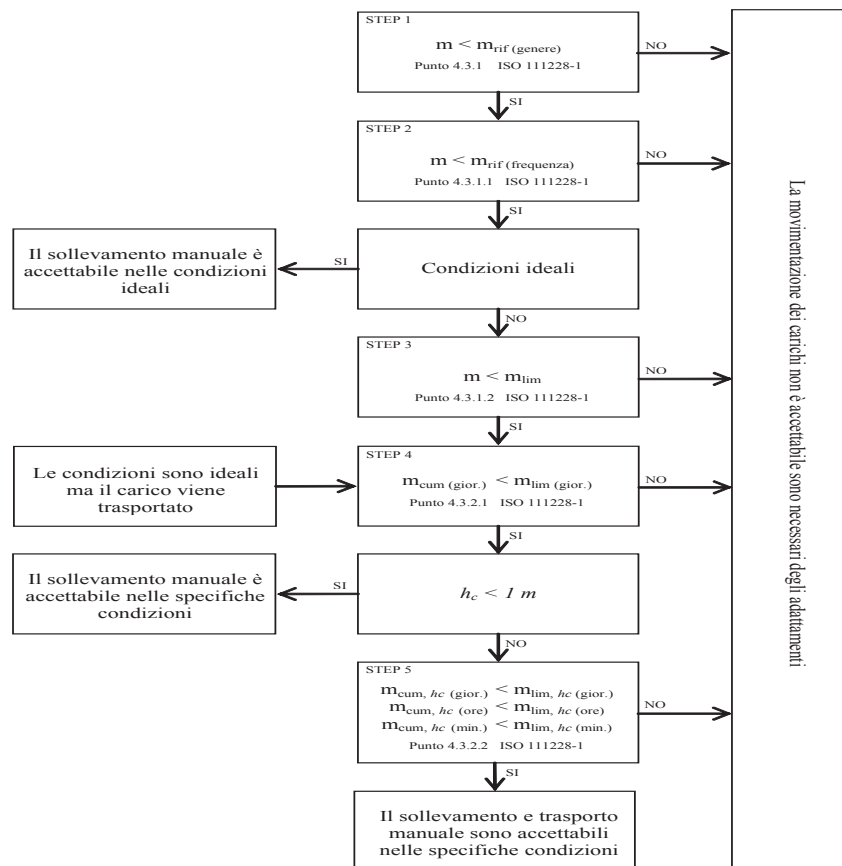 STEP 1
m < mrif (genere)
Punto 4.3.1 ISO 111228-1
NO
SI
STEP 2
m < mrif (frequenza)
Punto 4.3.1.1 ISO 111228-1
NO
SI
Il sollevamento manuale è
accettabile nelle condizioni
ideali
SI
Condizioni ideali
NO
STEP 3
m < mlim
Punto 4.3.1.2 ISO 111228-1
NO
SI
Le condizioni sono ideali
ma il carico viene
trasportato
STEP 4
mcum (gior.) < mlim (gior.)
Punto 4.3.2.1 ISO 111228-1
NO
SI
Il sollevamento manuale è
accettabile nelle specifiche
condizioni
SI
hc < 1 m
NO
STEP 5
mcum, hc (gior.) < mlim, hc (gior.)
mcum, hc (ore) < mlim, hc (ore)
mcum, hc (min.) < mlim, hc (min.)
Punto 4.3.2.2 ISO 111228-1
NO
SI
Il sollevamento e trasporto
manuale sono accettabili
nelle specifiche condizioni
La movimentazione dei carichi non è accettabile sono necessari degli adattamenti